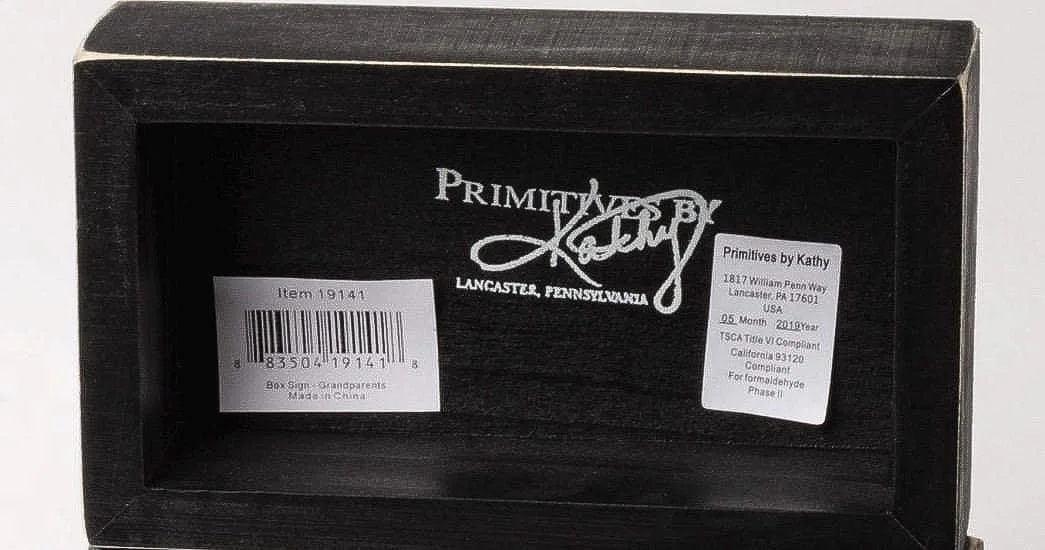 PRIMITIVES BY
Kathy
LANCASTER, PENNSYLVANIA
Item 19141
8 83504 19141 8
Box Sign - Grandparents
Made in China
Primitives by Kathy
1817 William Penn Way
Lancaster, PA 17601
USA
05 Month 2019Year
TSCA Title VI Compliant
California 93120
Compliant
For formaldehyde
Phase II